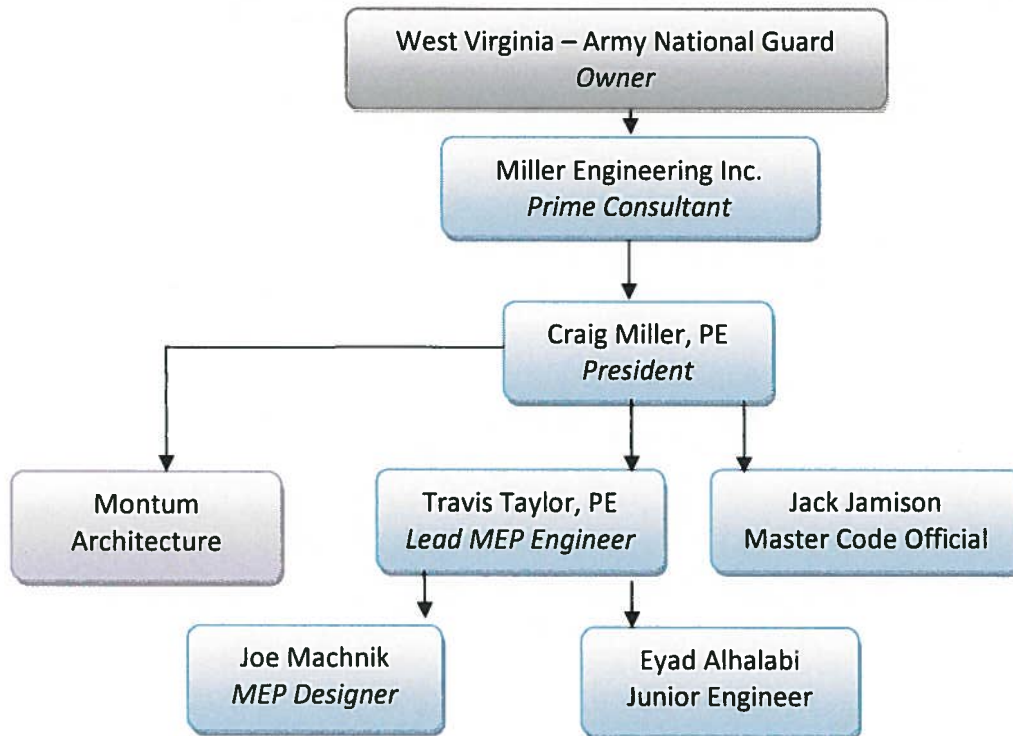 West Virginia – Army National Guard
Owner
Miller Engineering Inc.
Prime Consultant
Craig Miller, PE
President
Montum
Architecture
Travis Taylor, PE
Lead MEP Engineer
Jack Jamison
Master Code Official
Joe Machnik
MEP Designer
Eyad Alhalabi
Junior Engineer